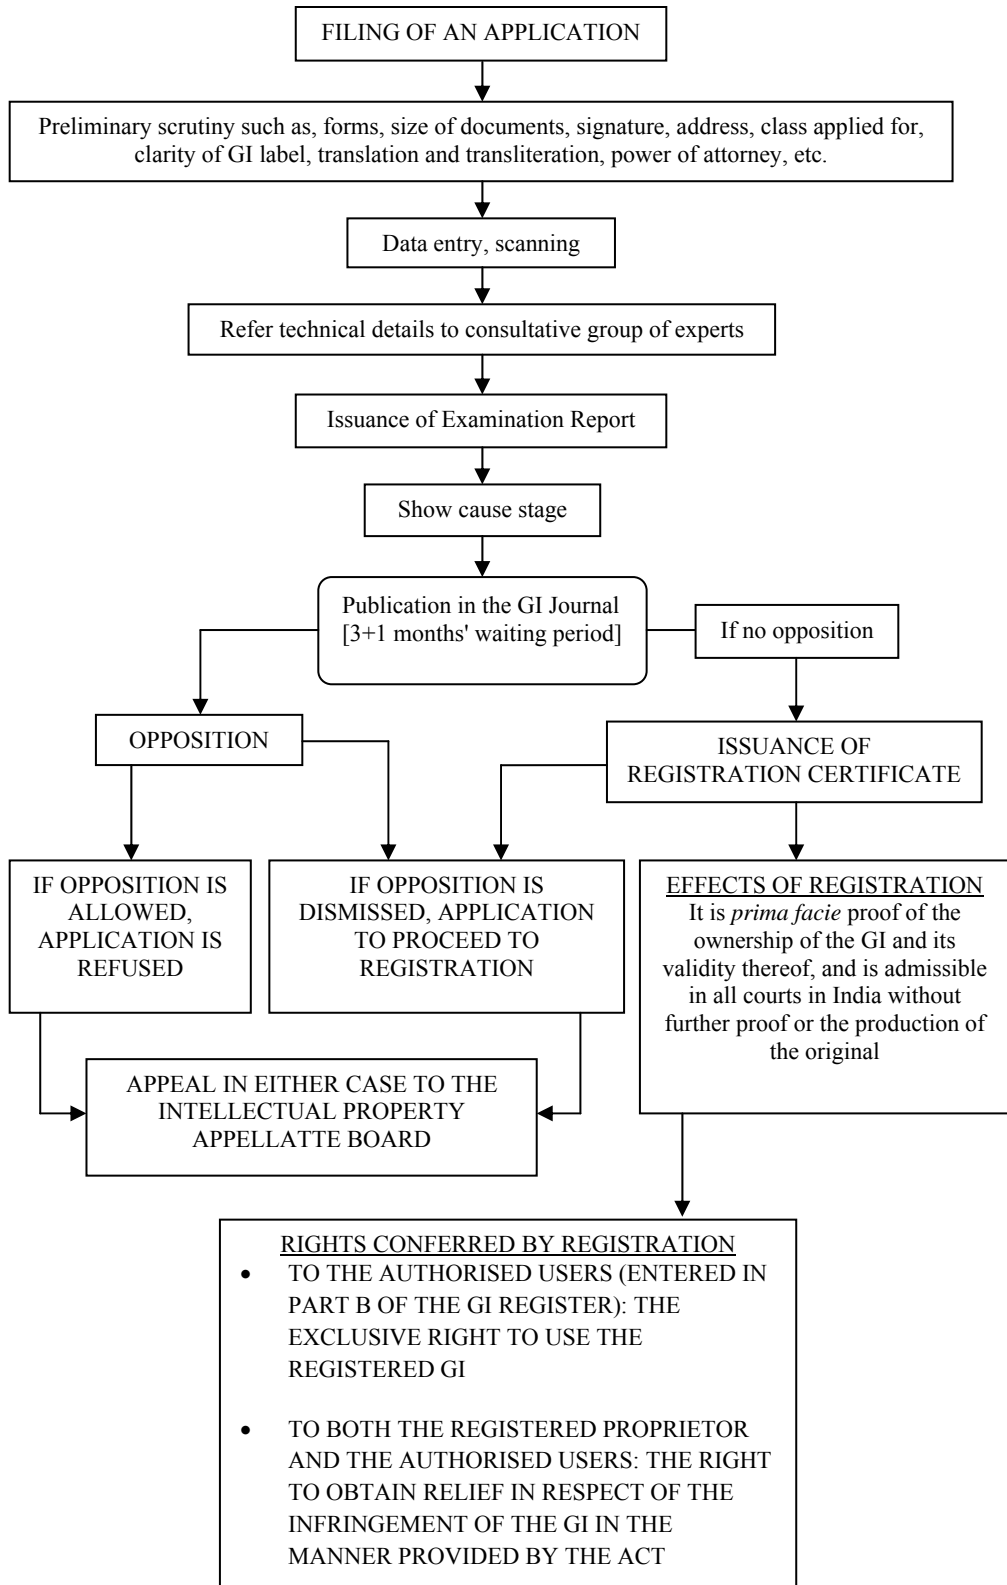 FILING OF AN APPLICATION
Preliminary scrutiny such as, forms, size of documents, signature, address, class applied for,
clarity of GI label, translation and transliteration, power of attorney, etc.
Data entry, scanning
Refer technical details to consultative group of experts
Issuance of Examination Report
Show cause stage
Publication in the GI Journal
[3+1 months' waiting period]
If no opposition
OPPOSITION
ISSUANCE OF
REGISTRATION CERTIFICATE
IF OPPOSITION IS
ALLOWED,
APPLICATION IS
REFUSED
IF OPPOSITION IS
DISMISSED, APPLICATION
TO PROCEED TO
REGISTRATION
EFFECTS OF REGISTRATION
It is prima facie proof of the
ownership of the GI and its
validity thereof, and is admissible
in all courts in India without
further proof or the production of
the original
APPEAL IN EITHER CASE TO THE
INTELLECTUAL PROPERTY
APPELLATTE BOARD
RIGHTS CONFERRED BY REGISTRATION
• TO THE AUTHORISED USERS (ENTERED IN
PART B OF THE GI REGISTER): THE
EXCLUSIVE RIGHT TO USE THE
REGISTERED GI
• TO BOTH THE REGISTERED PROPRIETOR
AND THE AUTHORISED USERS: THE RIGHT
TO OBTAIN RELIEF IN RESPECT OF THE
INFRINGEMENT OF THE GI IN THE
MANNER PROVIDED BY THE ACT